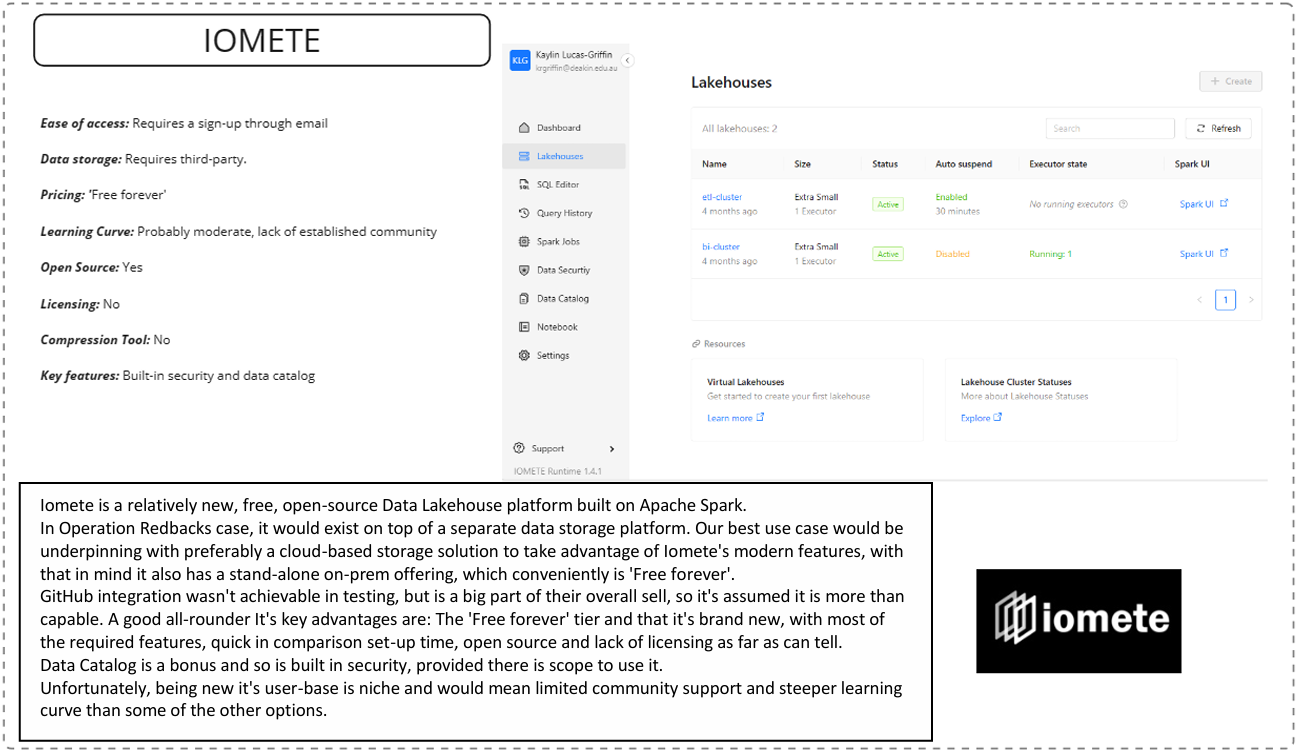 IOMETE
Ease of access: Requires a sign-up through email
Data storage: Requires third-party.
Pricing: 'Free forever'
Learning Curve: Probably moderate, lack of established community
Open Source: Yes
Licensing: No
Compression Tool: No
Key features: Built-in security and data catalog
KLG
Kaylin Lucas-Griffin
krgriffin@deakin.edu.au
Dashboard
Lakehouses
SQL Editor
Query History
Spark Jobs
Data Securtiy
Data Catalog
Notebook
Settings
Support
IOMETE Runtime 1.4.1
Lakehouses
+ Create
All lakehouses: 2
Search
Refresh
Name Size Status Auto suspend Executor state Spark UI
etl-cluster Extra Small Active Enabled No running executors Spark UI
4 months ago 1 Executor 30 minutes
bi-cluster Extra Small Active Disabled Running: 1 Spark UI
4 months ago 1 Executor
< 1 >
Resources
Virtual Lakehouses
Get started to create your first lakehouse
Learn more
Lakehouse Cluster Statuses
More about Lakehouse Statuses
Explore
Iomete is a relatively new, free, open-source Data Lakehouse platform built on Apache Spark.
In Operation Redbacks case, it would exist on top of a separate data storage platform. Our best use case would be
underpinning with preferably a cloud-based storage solution to take advantage of Iomete's modern features, with
that in mind it also has a stand-alone on-prem offering, which conveniently is 'Free forever'.
GitHub integration wasn't achievable in testing, but is a big part of their overall sell, so it's assumed it is more than
capable. A good all-rounder It's key advantages are: The 'Free forever' tier and that it's brand new, with most of
the required features, quick in comparison set-up time, open source and lack of licensing as far as can tell.
Data Catalog is a bonus and so is built in security, provided there is scope to use it.
Unfortunately, being new it's user-base is niche and would mean limited community support and steeper learning
curve than some of the other options.
iomete